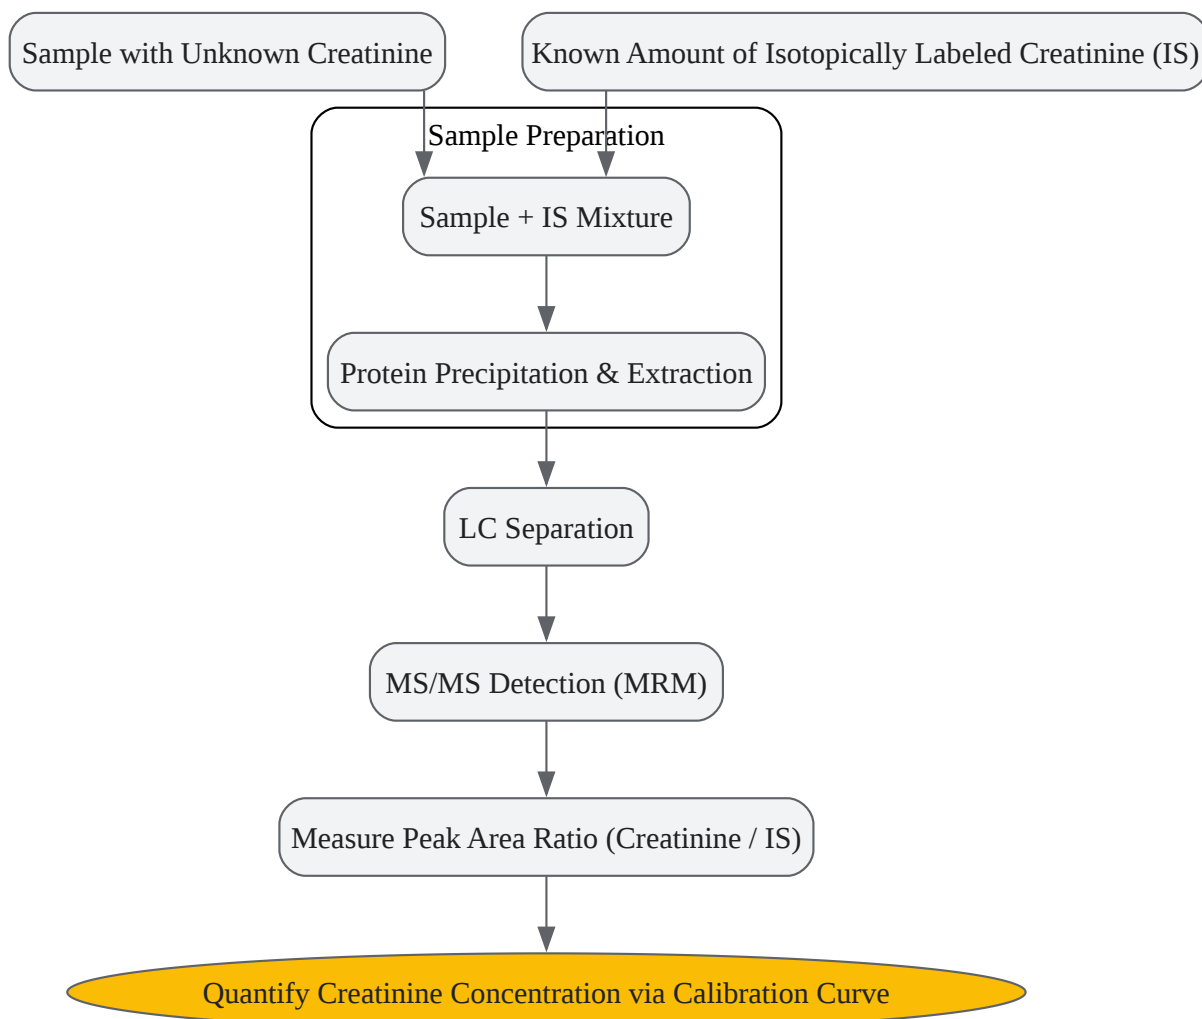 Sample with Unknown Creatinine
Known Amount of Isotopically Labeled Creatinine (IS)
Sample Preparation
Sample + IS Mixture
Protein Precipitation & Extraction
LC Separation
MS/MS Detection (MRM)
Measure Peak Area Ratio (Creatinine / IS)
Quantify Creatinine Concentration via Calibration Curve